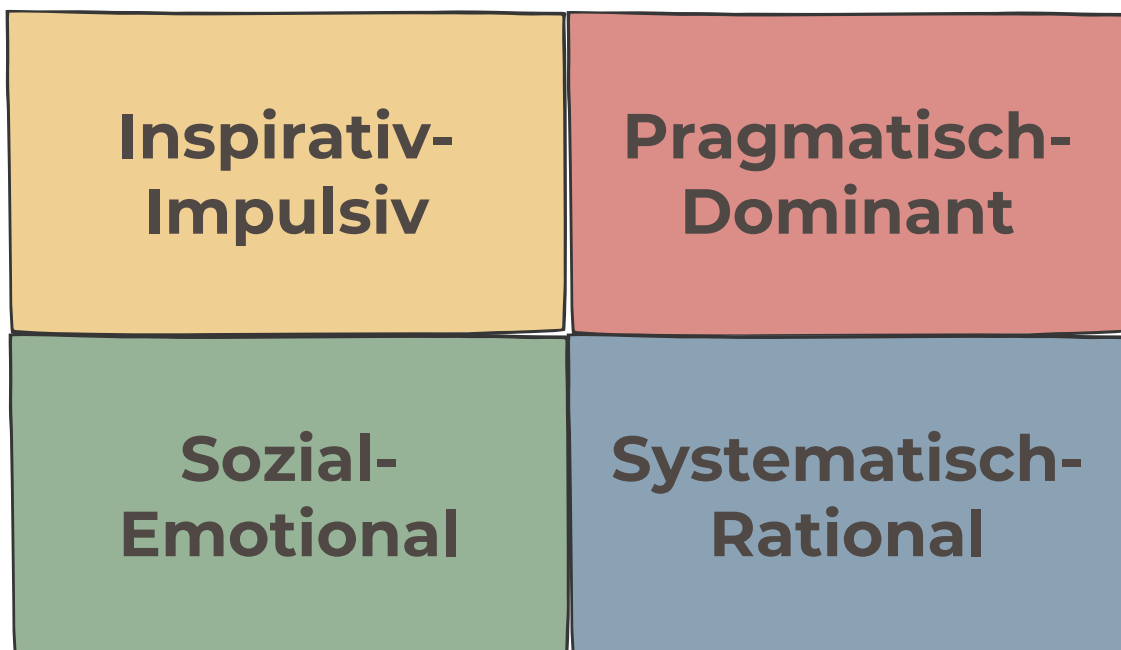 Inspirativ-
Impulsiv
Pragmatisch-
Dominant
Sozial-
Emotional
Systematisch-
Rational